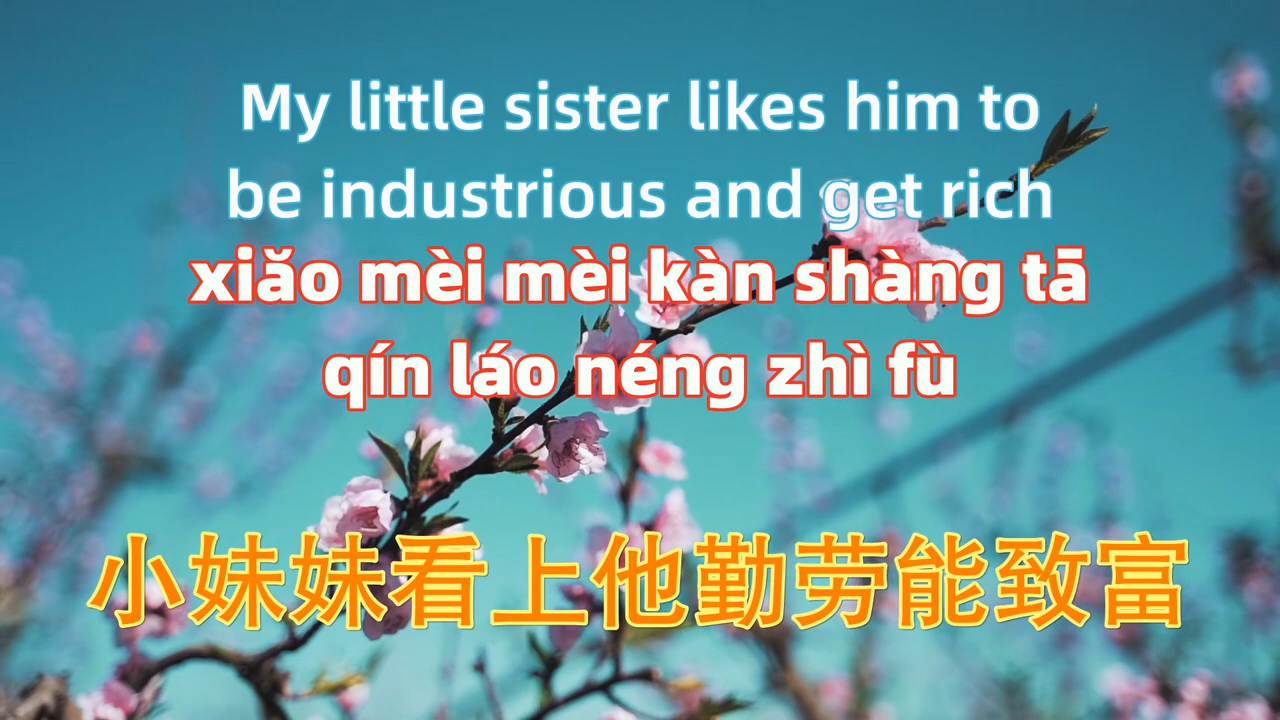 My little sister likes him to
be industrious and get rich
xiăo mèi mèi kàn shàng tā
qín láo néng zhì fù
小妹妹看上他勤劳能致富